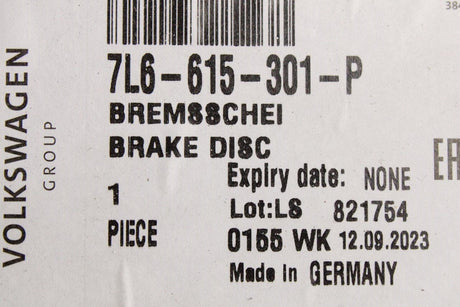 VOLKSWAGEN
GROUP
7L6-615-301-P
BREMSSCHEI
BRAKE DISC
Expiry date: NONE
1
Lot:LS 821754
PIECE
0155 WK 12.09.2023
Made In GERMANY